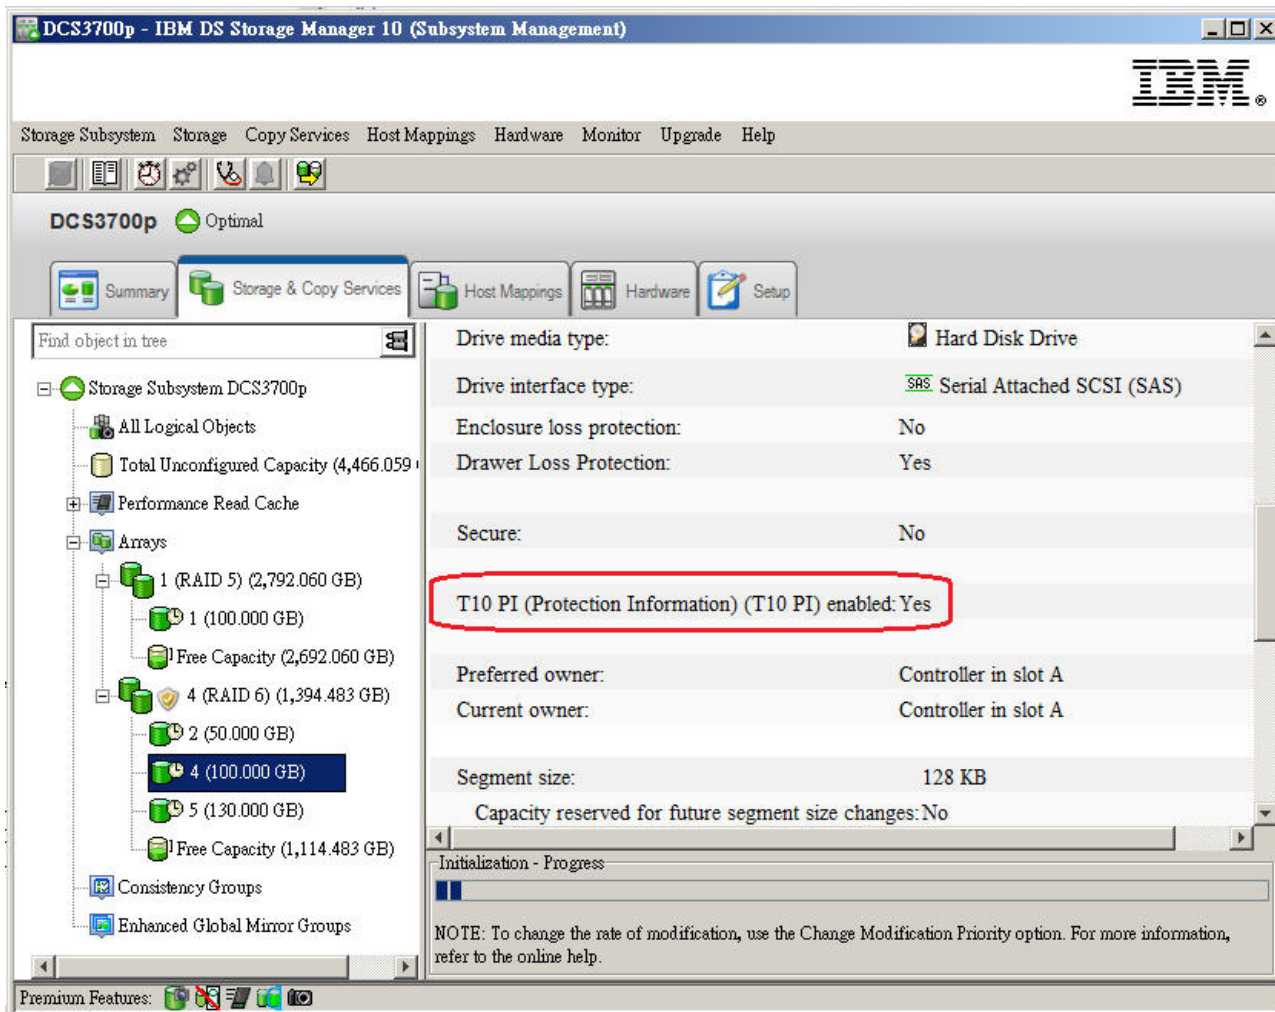 DCS3700p - IBM DS Storage Manager 10 (Subsystem Management)
IBM®
Storage Subsystem Storage Copy Services Host Mappings Hardware Monitor Upgrade Help
DCS3700p Optimal
Summary Storage & Copy Services Host Mappings Hardware Setup
Find object in tree
Storage Subsystem DCS3700p
All Logical Objects
Total Unconfigured Capacity (4,466.059
Performance Read Cache
Arrays
1 (RAID 5) (2,792.060 GB)
1 (100.000 GB)
Free Capacity (2,692.060 GB)
4 (RAID 6) (1,394.483 GB)
2 (50.000 GB)
4 (100.000 GB)
5 (130.000 GB)
Free Capacity (1,114.483 GB)
Consistency Groups
Enhanced Global Mirror Groups
Drive media type: Hard Disk Drive
Drive interface type: SAS Serial Attached SCSI (SAS)
Enclosure loss protection: No
Drawer Loss Protection: Yes
Secure: No
T10 PI (Protection Information) (T10 PI) enabled: Yes
Preferred owner: Controller in slot A
Current owner: Controller in slot A
Segment size: 128 KB
Capacity reserved for future segment size changes: No
Initialization - Progress
NOTE: To change the rate of modification, use the Change Modification Priority option. For more information,
refer to the online help.
Premium Features: